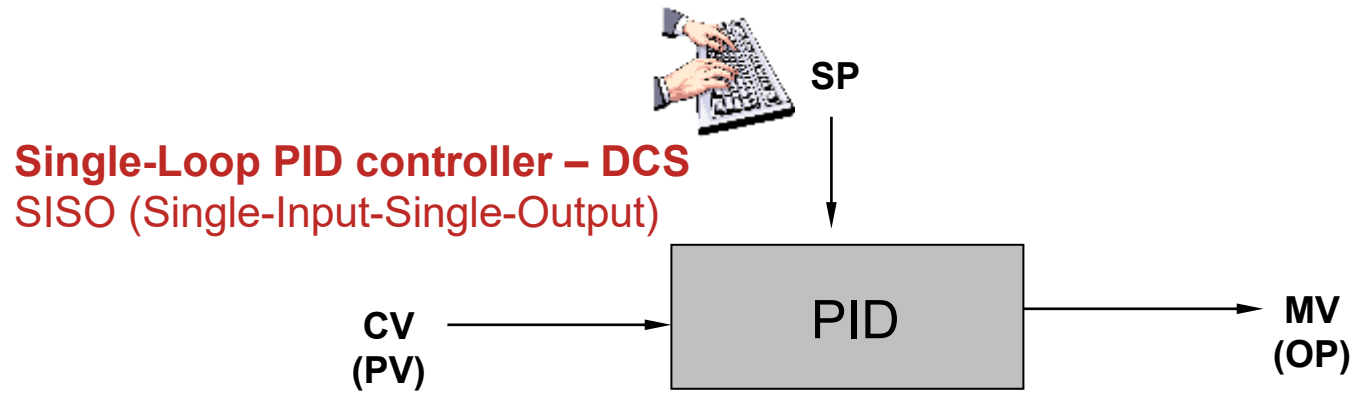 SP
Single-Loop PID controller – DCS
SISO (Single-Input-Single-Output)
PID
CV
(PV)
MV
(OP)